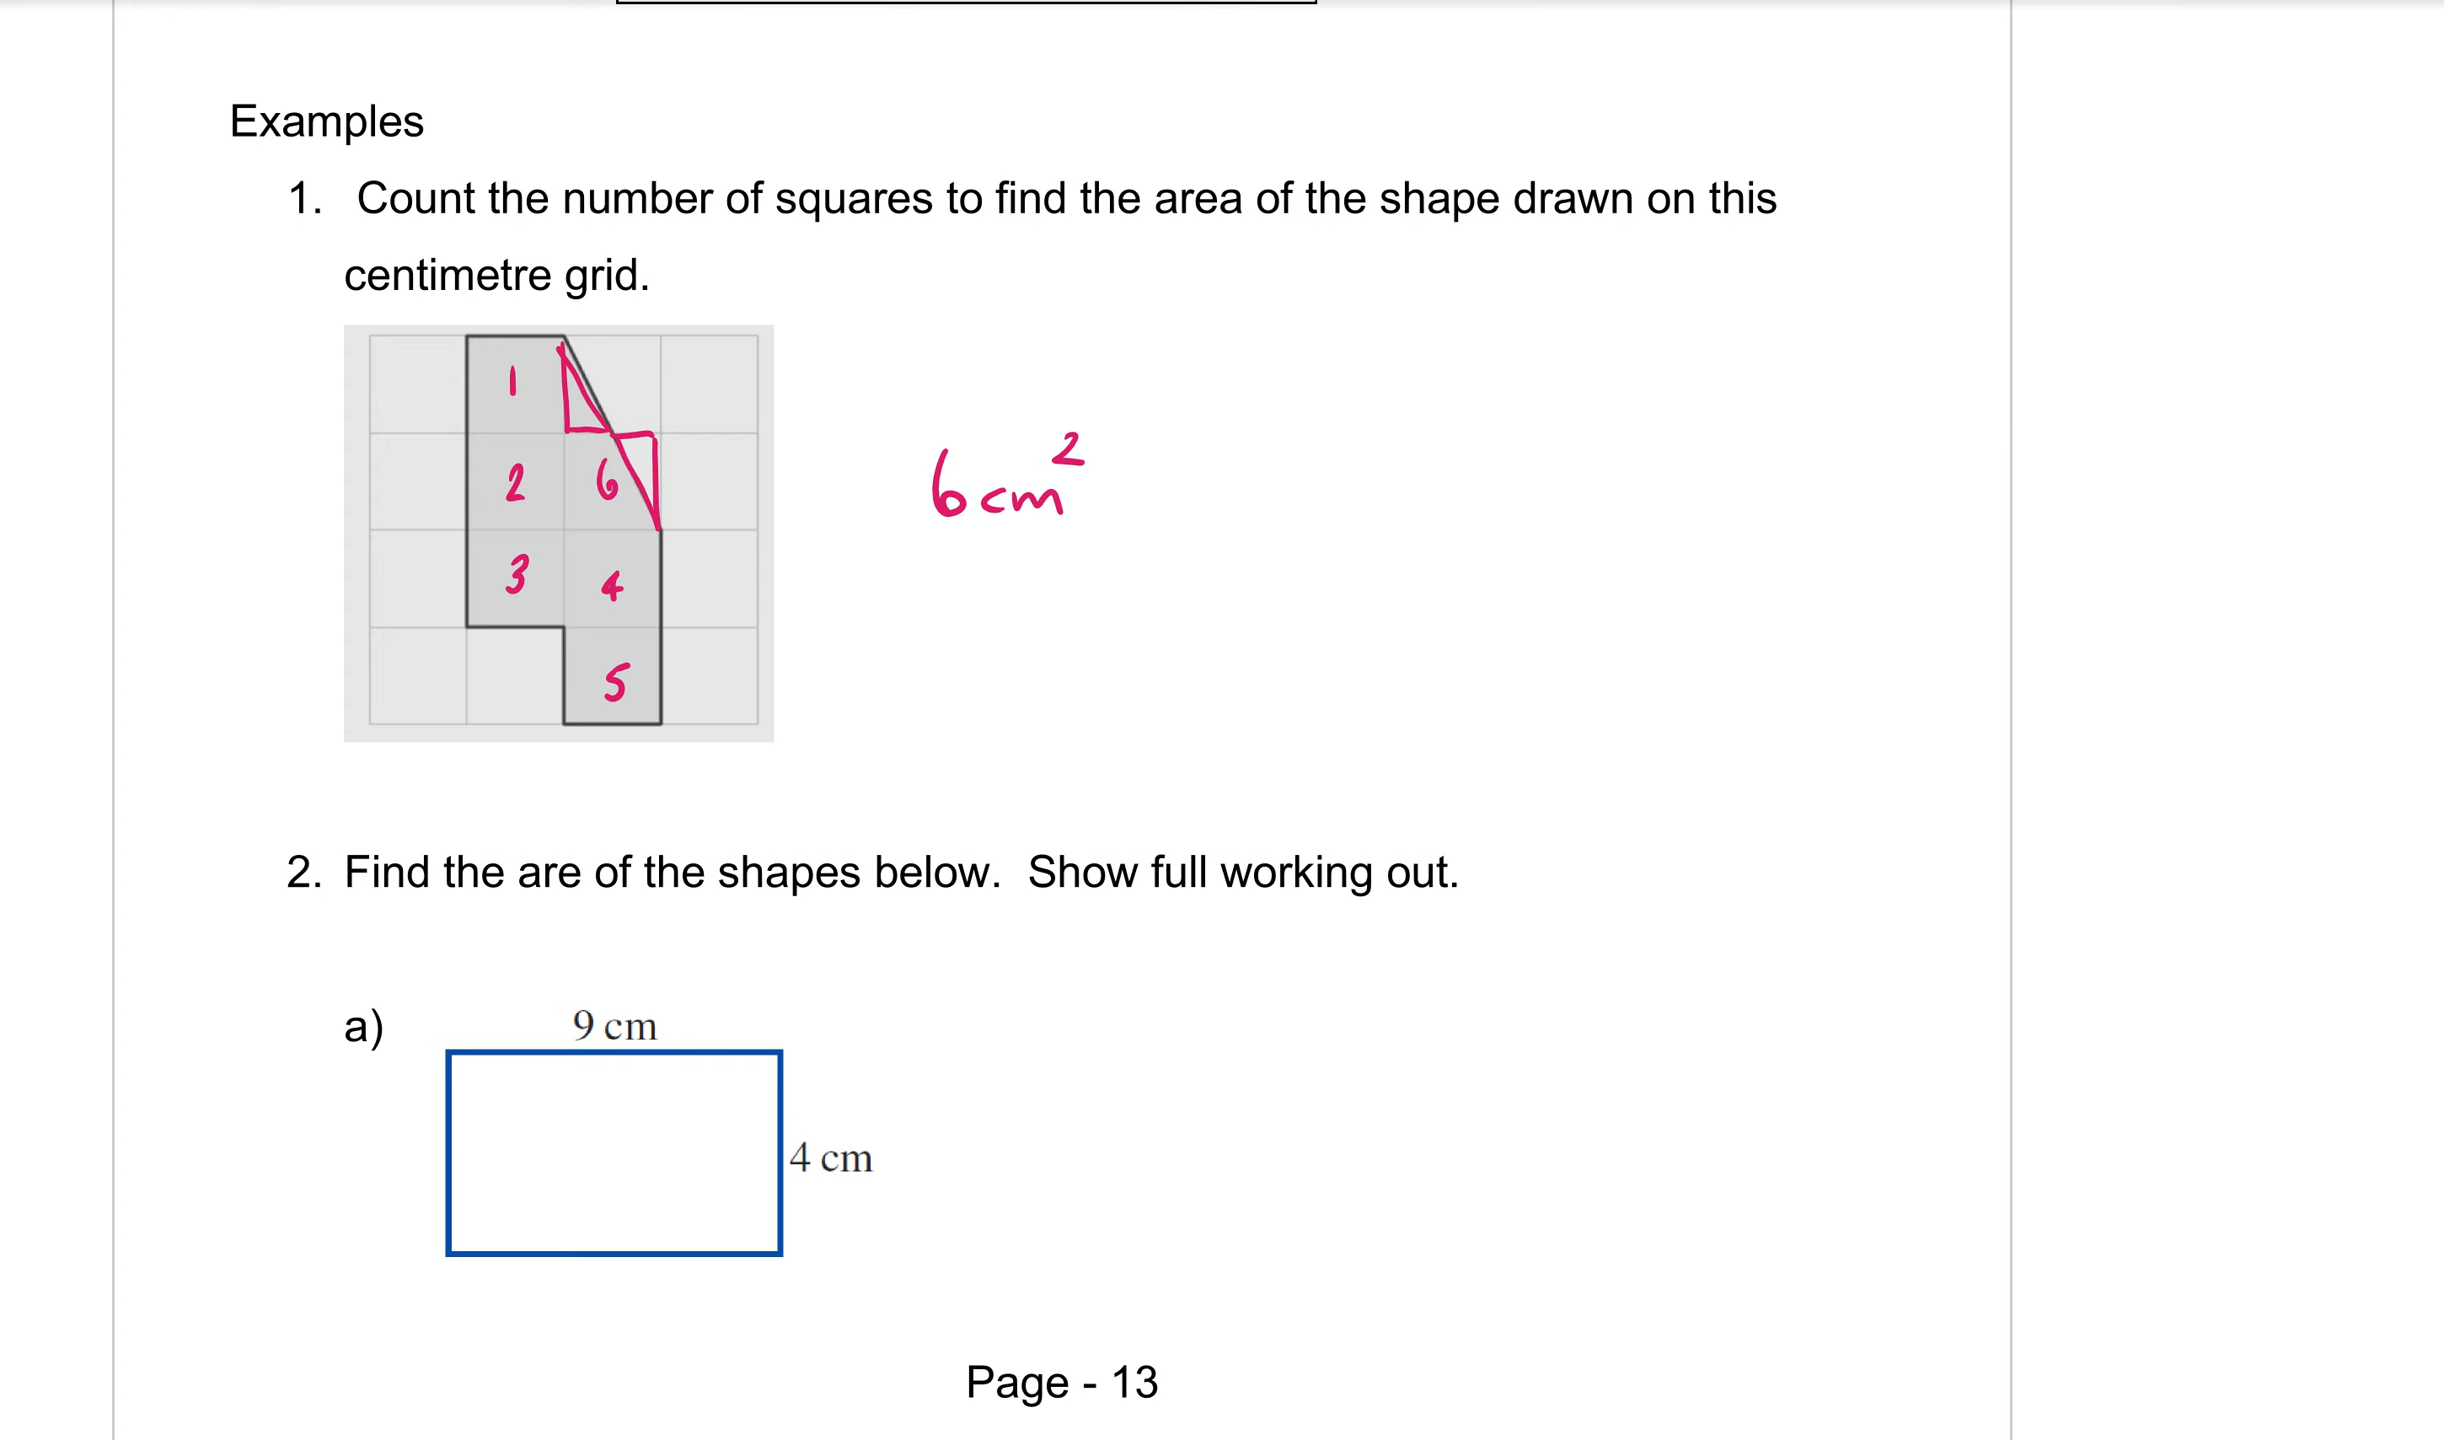 Examples
1. Count the number of squares to find the area of the shape drawn on this
centimetre grid.
1
2 6
3 4
5
6cm²
2. Find the are of the shapes below. Show full working out.
a) 9 cm
4 cm
Page - 13